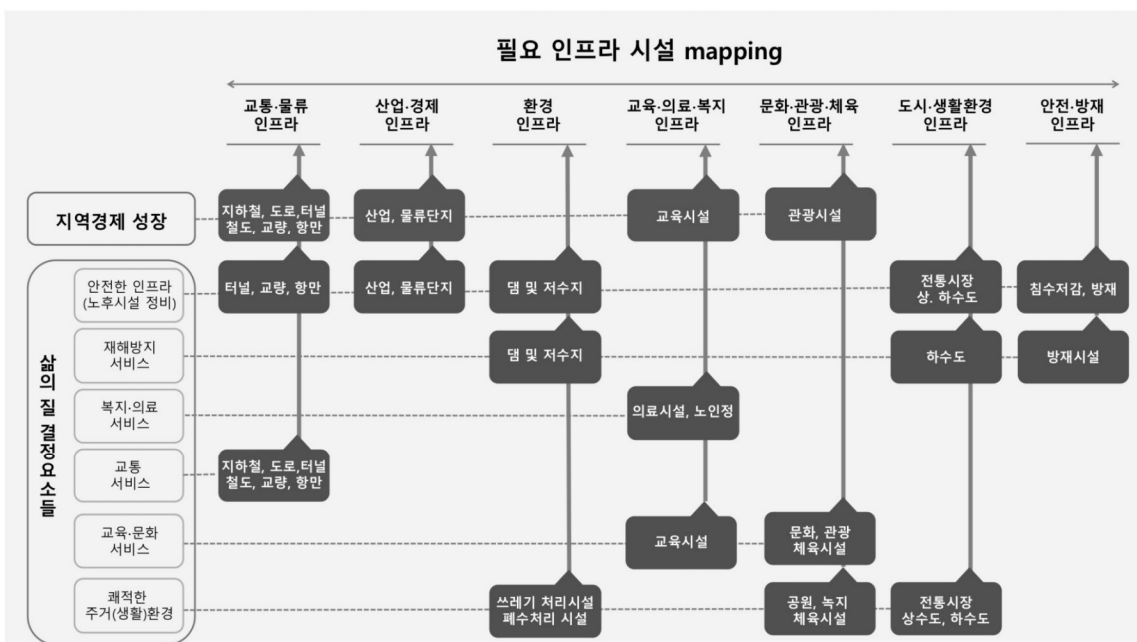 필요 인프라 시설 mapping
교통·물류
인프라
산업·경제
인프라
환경
인프라
교육·의료·복지
인프라
문화·관광·체육
인프라
도시·생활환경
인프라
안전·방재
인프라
지역경제 성장
지하철, 도로,터널
철도, 교량, 항만
산업, 물류단지
교육시설
관광시설
삶의 질 결정요소들
안전한 인프라
(노후시설 정비)
터널, 교량, 항만
산업, 물류단지
댐 및 저수지
전통시장
상. 하수도
침수저감, 방재
재해방지
서비스
댐 및 저수지
하수도
방재시설
복지·의료
서비스
의료시설, 노인정
교통
서비스
지하철, 도로,터널
철도, 교량, 항만
교육·문화
서비스
교육시설
문화, 관광
체육시설
쾌적한
주거(생활)환경
쓰레기 처리시설
폐수처리 시설
공원, 녹지
체육시설
전통시장
상수도, 하수도